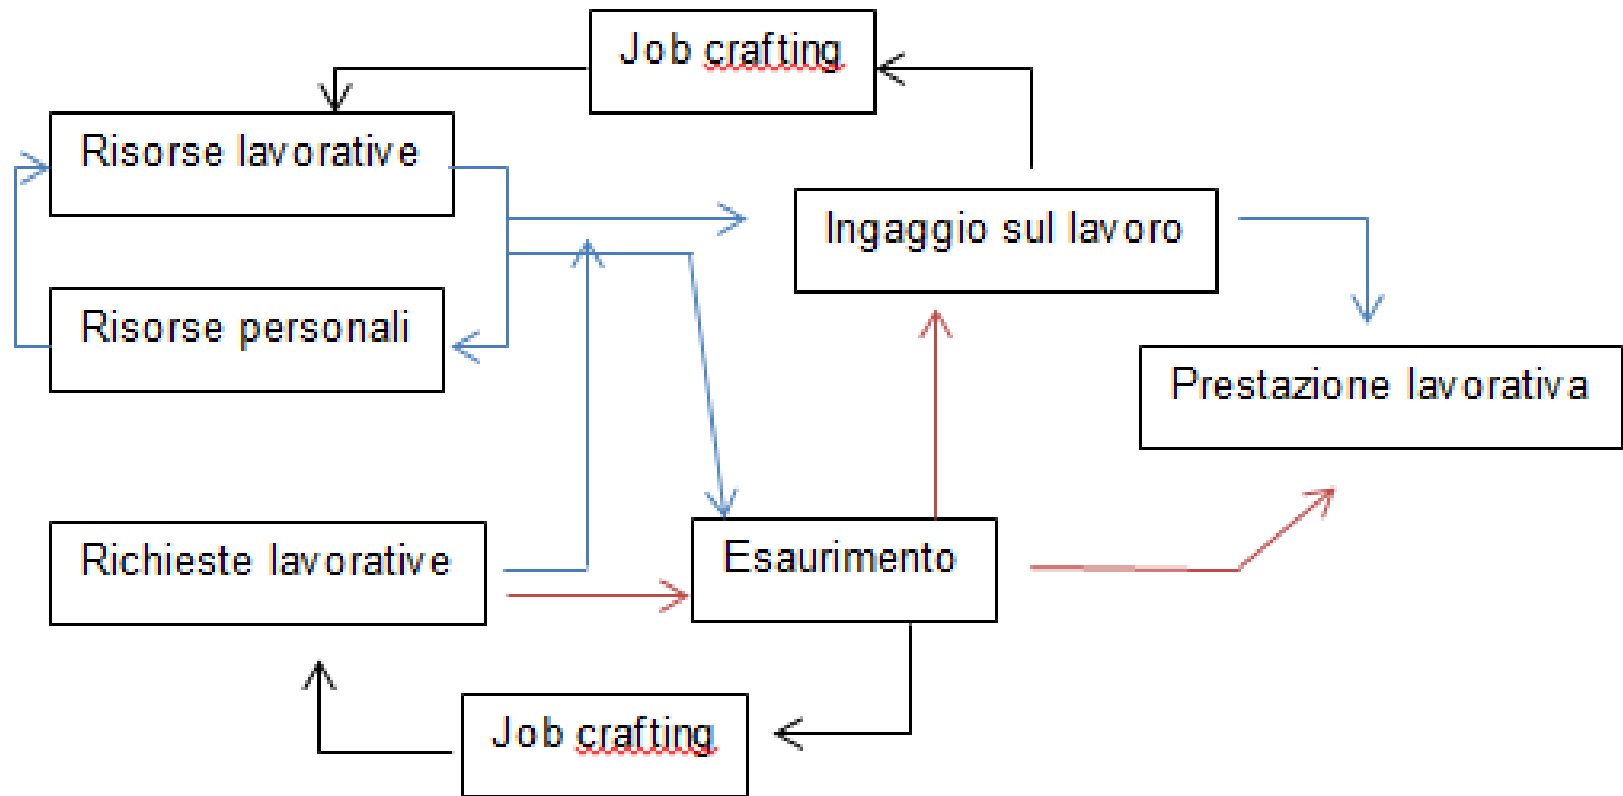 Job crafting
Risorse lavorative
Ingaggio sul lavoro
Risorse personali
Prestazione lavorativa
Richieste lavorative
Esaurimento
Job crafting